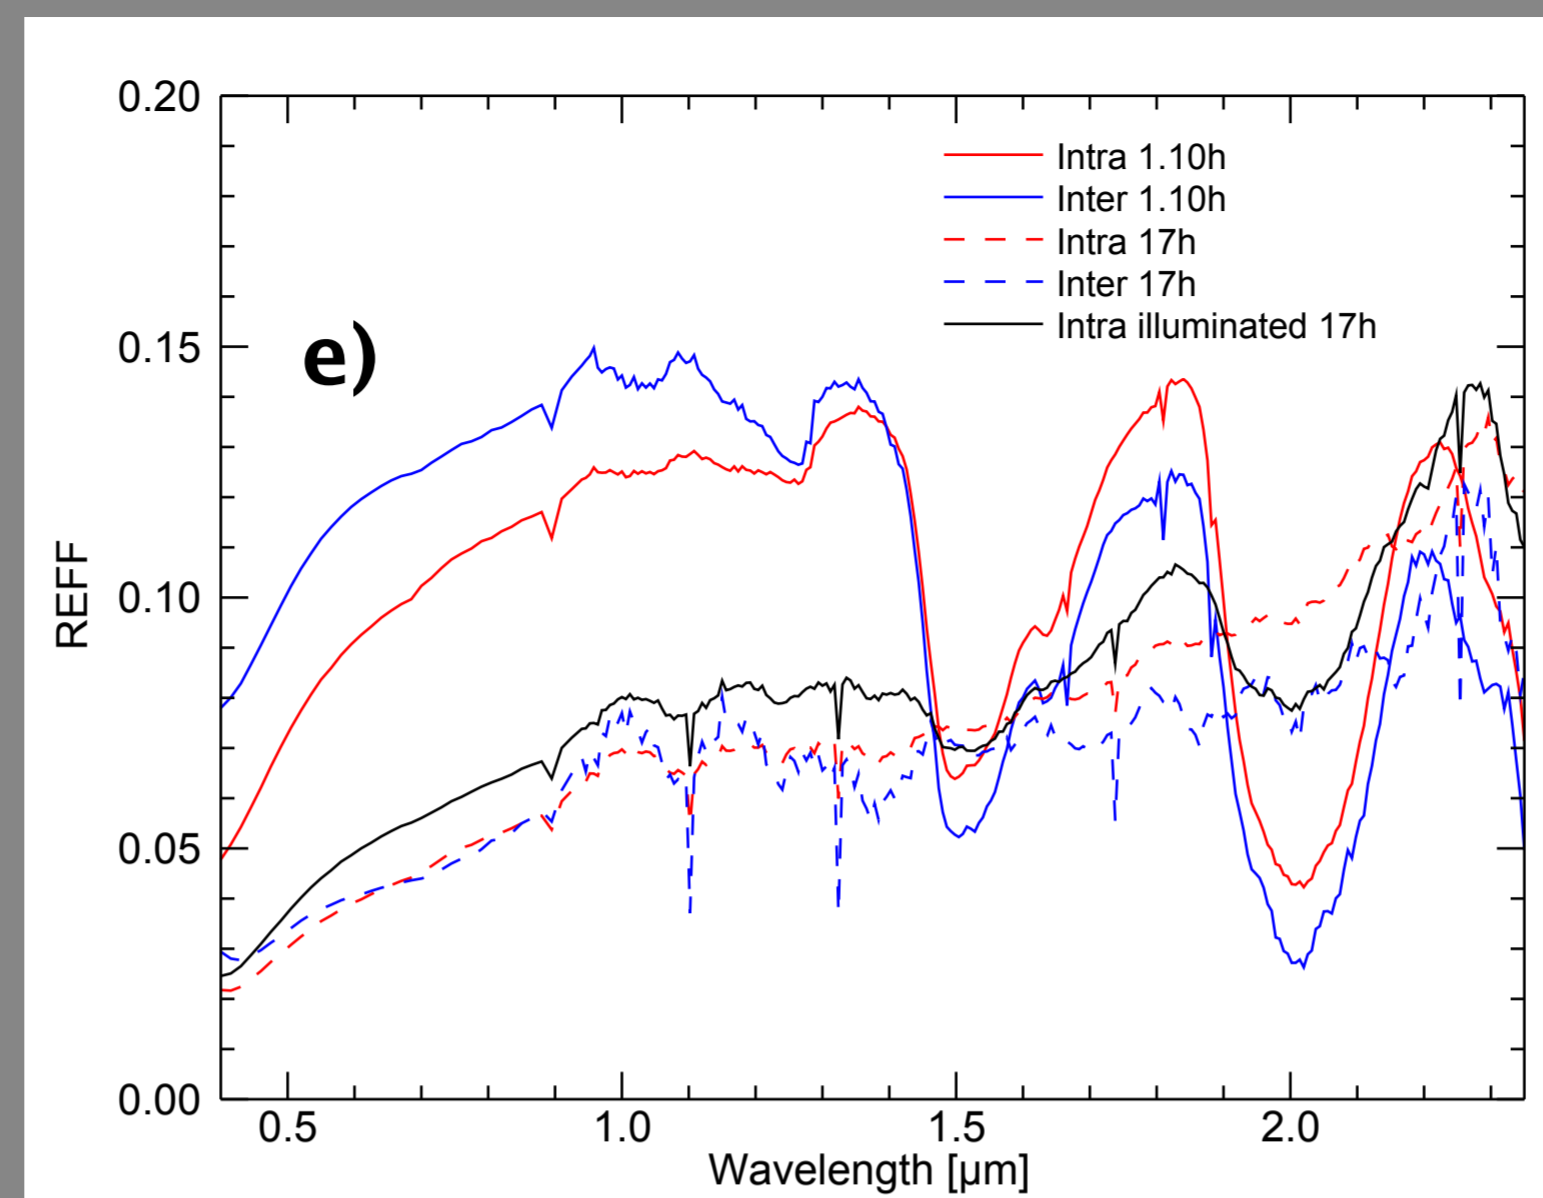 0.20
Intra 1.10h
Inter 1.10h
Intra 17h
Inter 17h
Intra illuminated 17h
0.15
e)
0.10
REFF
0.05
0.00
0.5 1.0 1.5 2.0
Wavelength [µm]